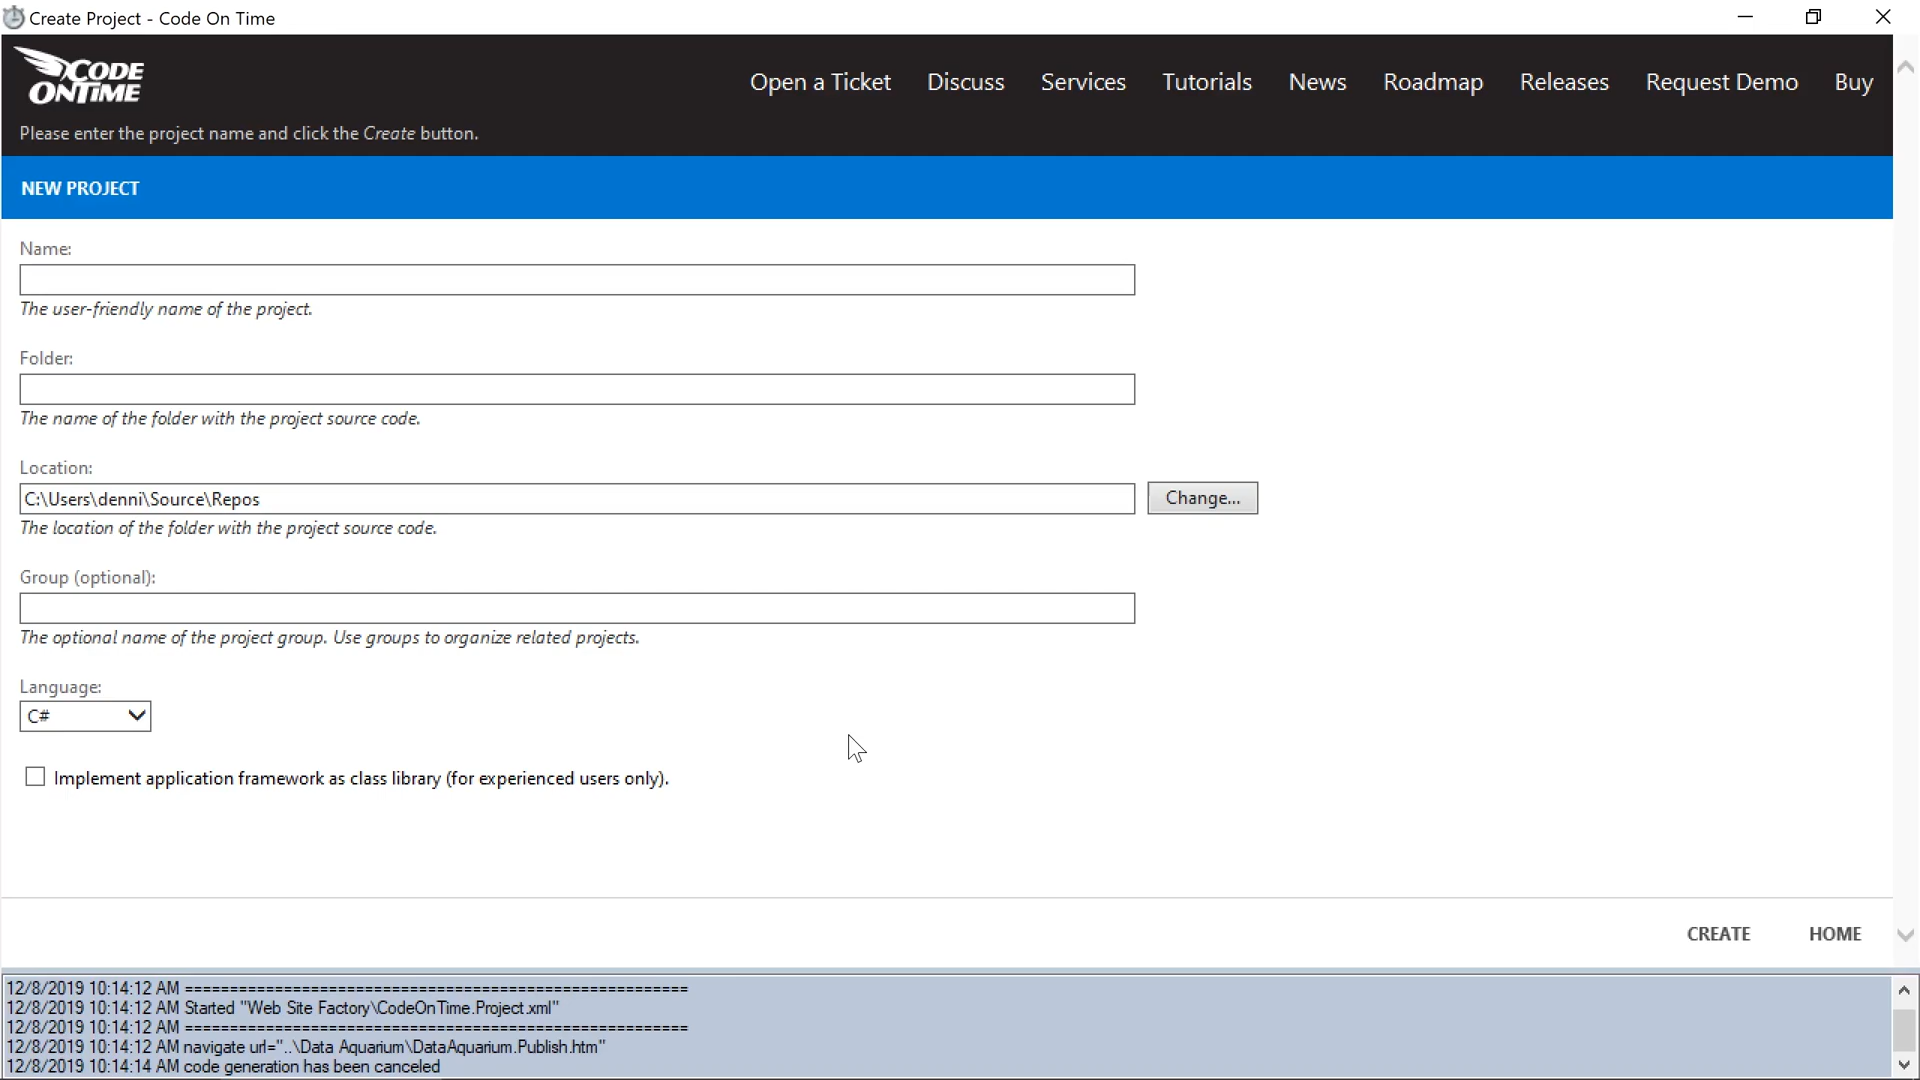 Create Project - Code On Time
CODE
ONTIME
Open a Ticket Discuss Services Tutorials News Roadmap Releases Request Demo Buy
Please enter the project name and click the Create button.
NEW PROJECT
Name:
The user-friendly name of the project.
Folder:
The name of the folder with the project source code.
Location:
C:\Users\denni\Source\Repos
Change...
The location of the folder with the project source code.
Group (optional):
The optional name of the project group. Use groups to organize related projects.
Language:
C#
Implement application framework as class library (for experienced users only).
CREATE HOME
12/8/2019 10:14:12 AM ========================================================
12/8/2019 10:14:12 AM Started "Web Site Factory\CodeOnTime.Project.xml"
12/8/2019 10:14:12 AM ========================================================
12/8/2019 10:14:12 AM navigate url="..\Data Aquarium\DataAquarium.Publish.htm"
12/8/2019 10:14:14 AM code generation has been canceled